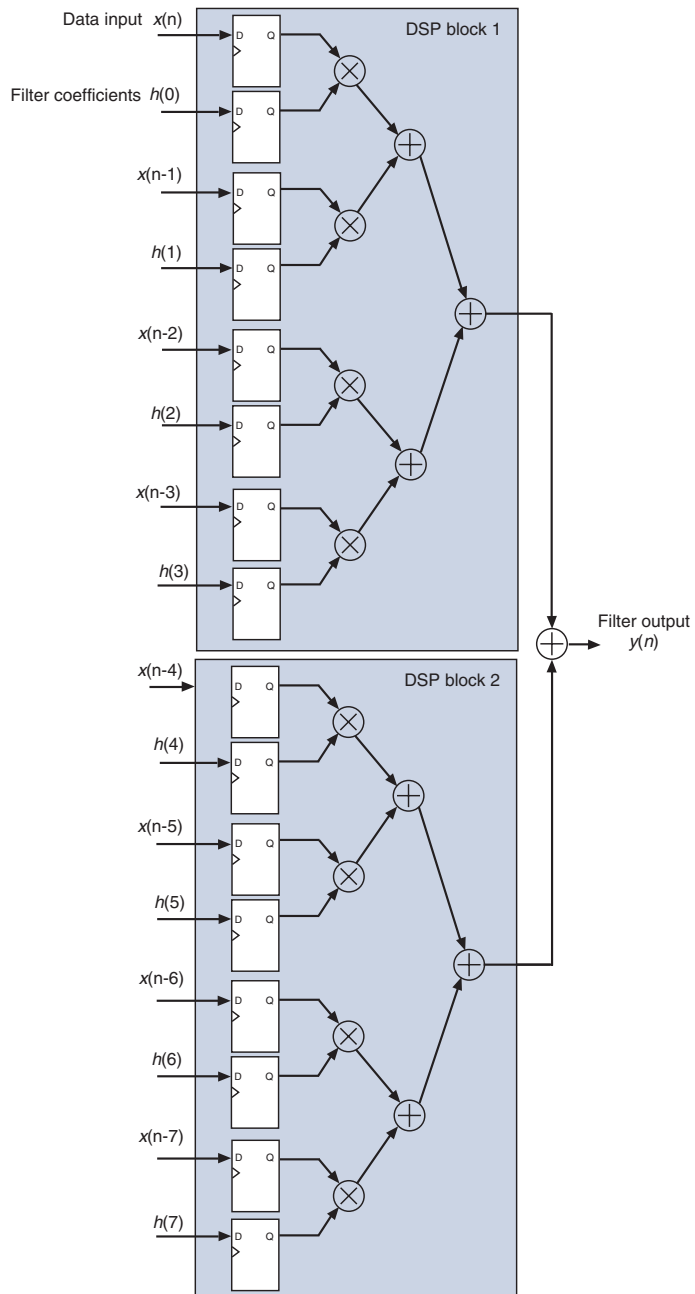 Data input x(n)
DSP block 1
D Q
Filter coefficients h(0)
D Q
x(n-1)
D Q
h(1)
D Q
x(n-2)
D Q
h(2)
D Q
x(n-3)
D Q
h(3)
D Q
Filter output
y(n)
x(n-4)
DSP block 2
D Q
h(4)
D Q
x(n-5)
D Q
h(5)
D Q
x(n-6)
D Q
h(6)
D Q
x(n-7)
D Q
h(7)
D Q